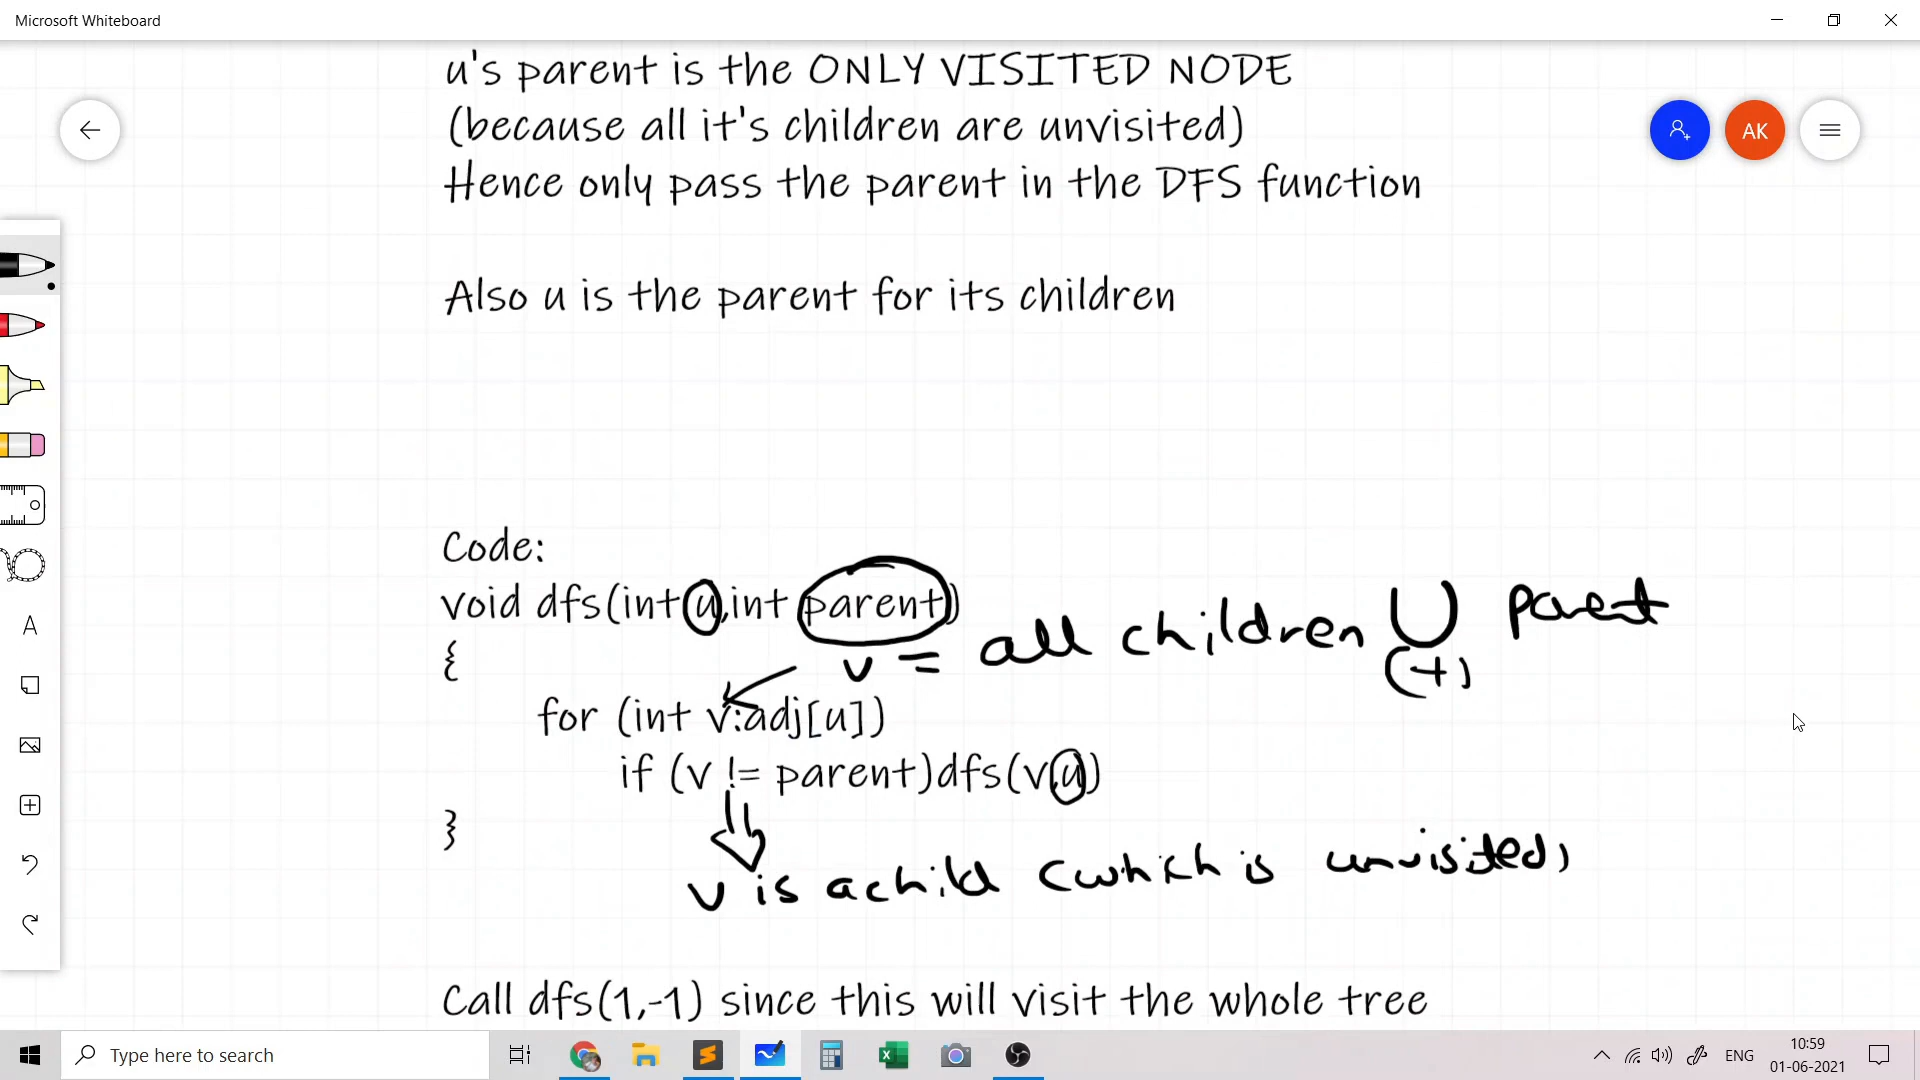 Microsoft Whiteboard
u's parent is the ONLY VISITED NODE
(because all it's children are unvisited)
Hence only pass the parent in the DFS function
AK
Also u is the parent for its children
A
Code:
void dfs(int u,int parent)
{
v = all children U parent
(+)
for (int v:adj[u])
if (v != parent)dfs(v,u)
}
v is a child (which is unvisited)
Call dfs(1,-1) since this will visit the whole tree
Type here to search
ENG
10:59
01-06-2021